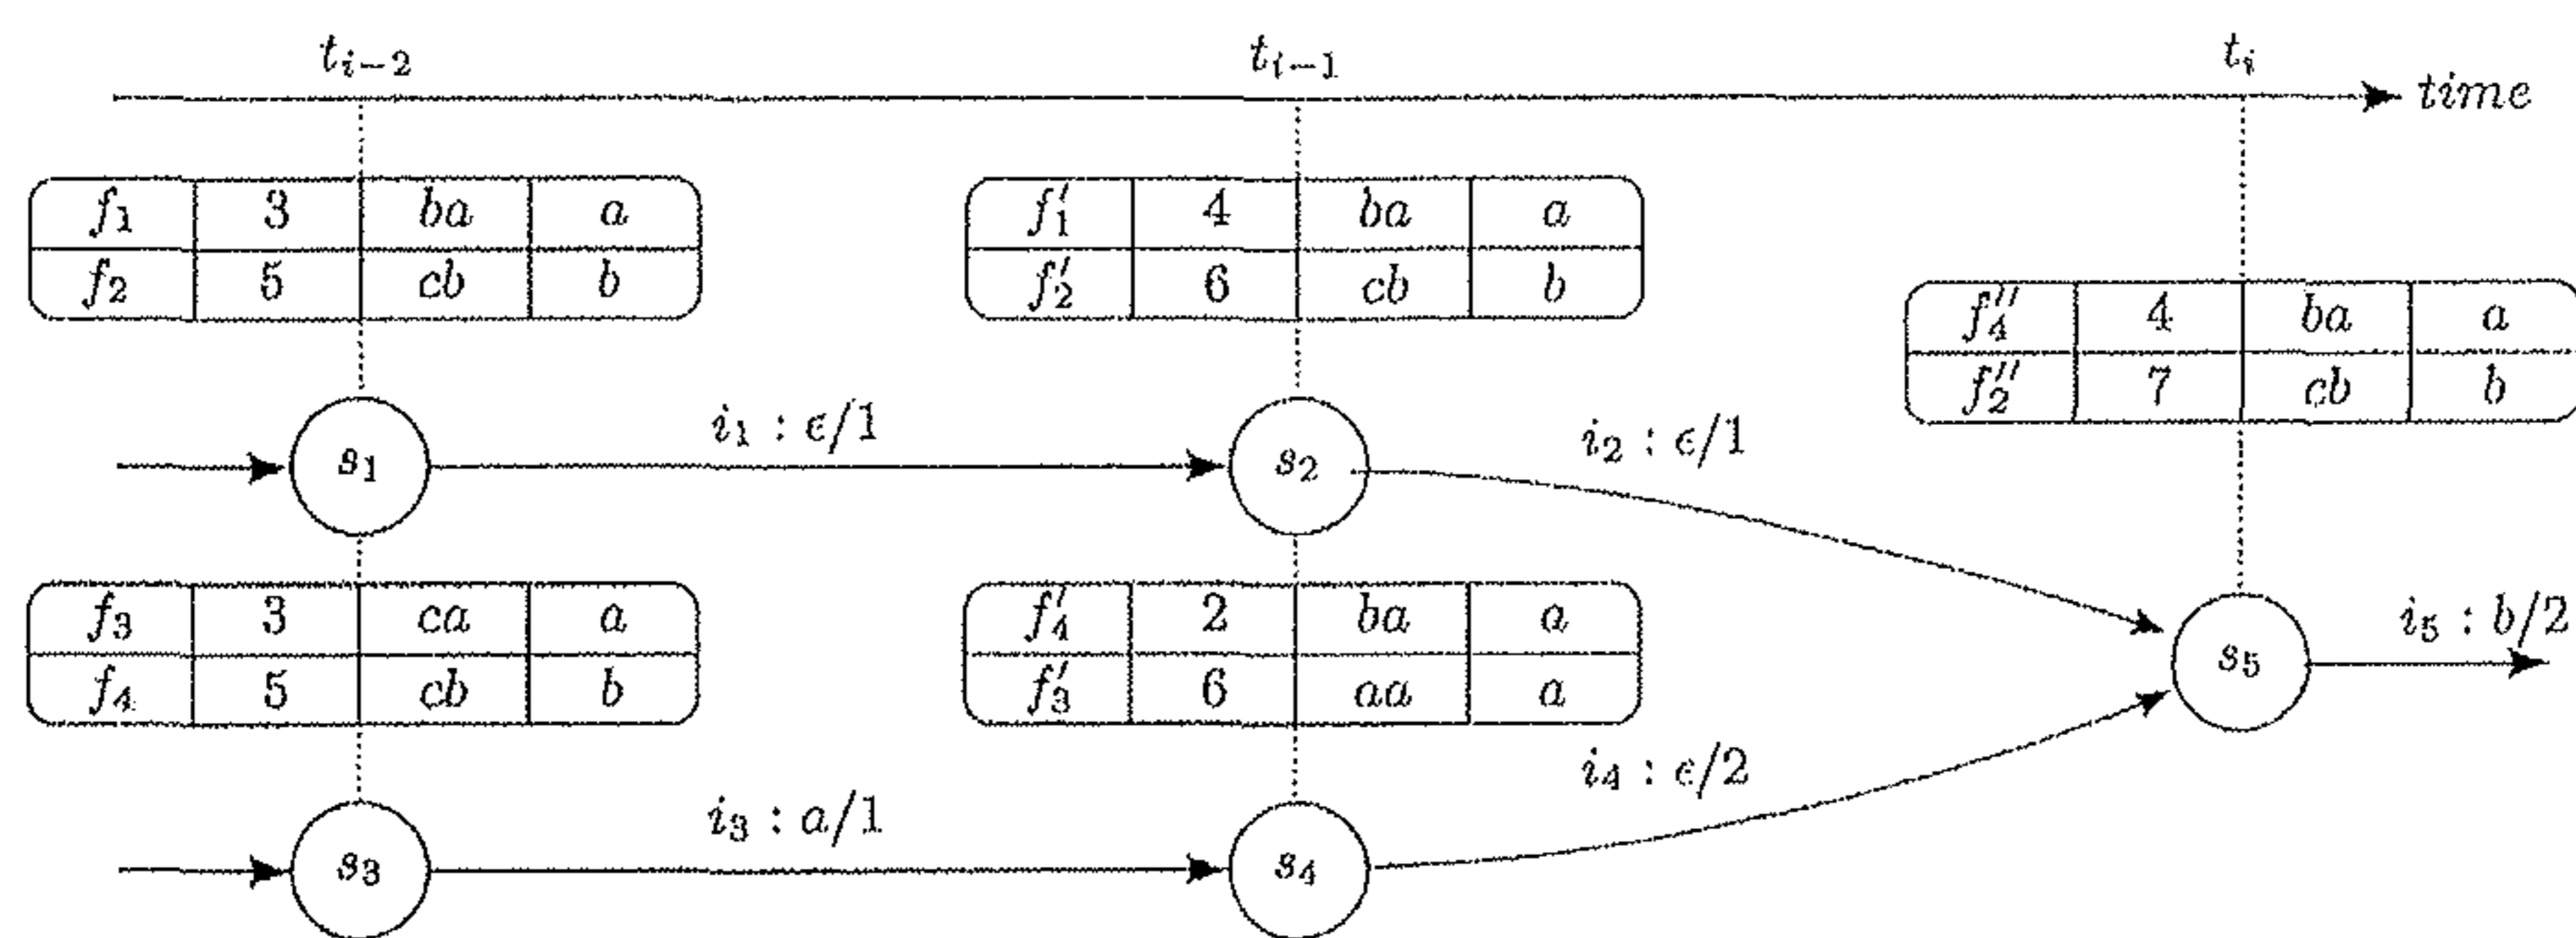 t_{i-2} t_{i-1} t_i
time
f_1 3 ba a
f_2 5 cb b
f'_1 4 ba a
f'_2 6 cb b
f''_4 4 ba a
f''_2 7 cb b
s_1
i_1 : ϵ/1
s_2
i_2 : ϵ/1
f_3 3 ca a
f_4 5 cb b
f'_4 2 ba a
f'_3 6 aa a
s_5
i_5 : b/2
s_3
i_3 : a/1
s_4
i_4 : ϵ/2